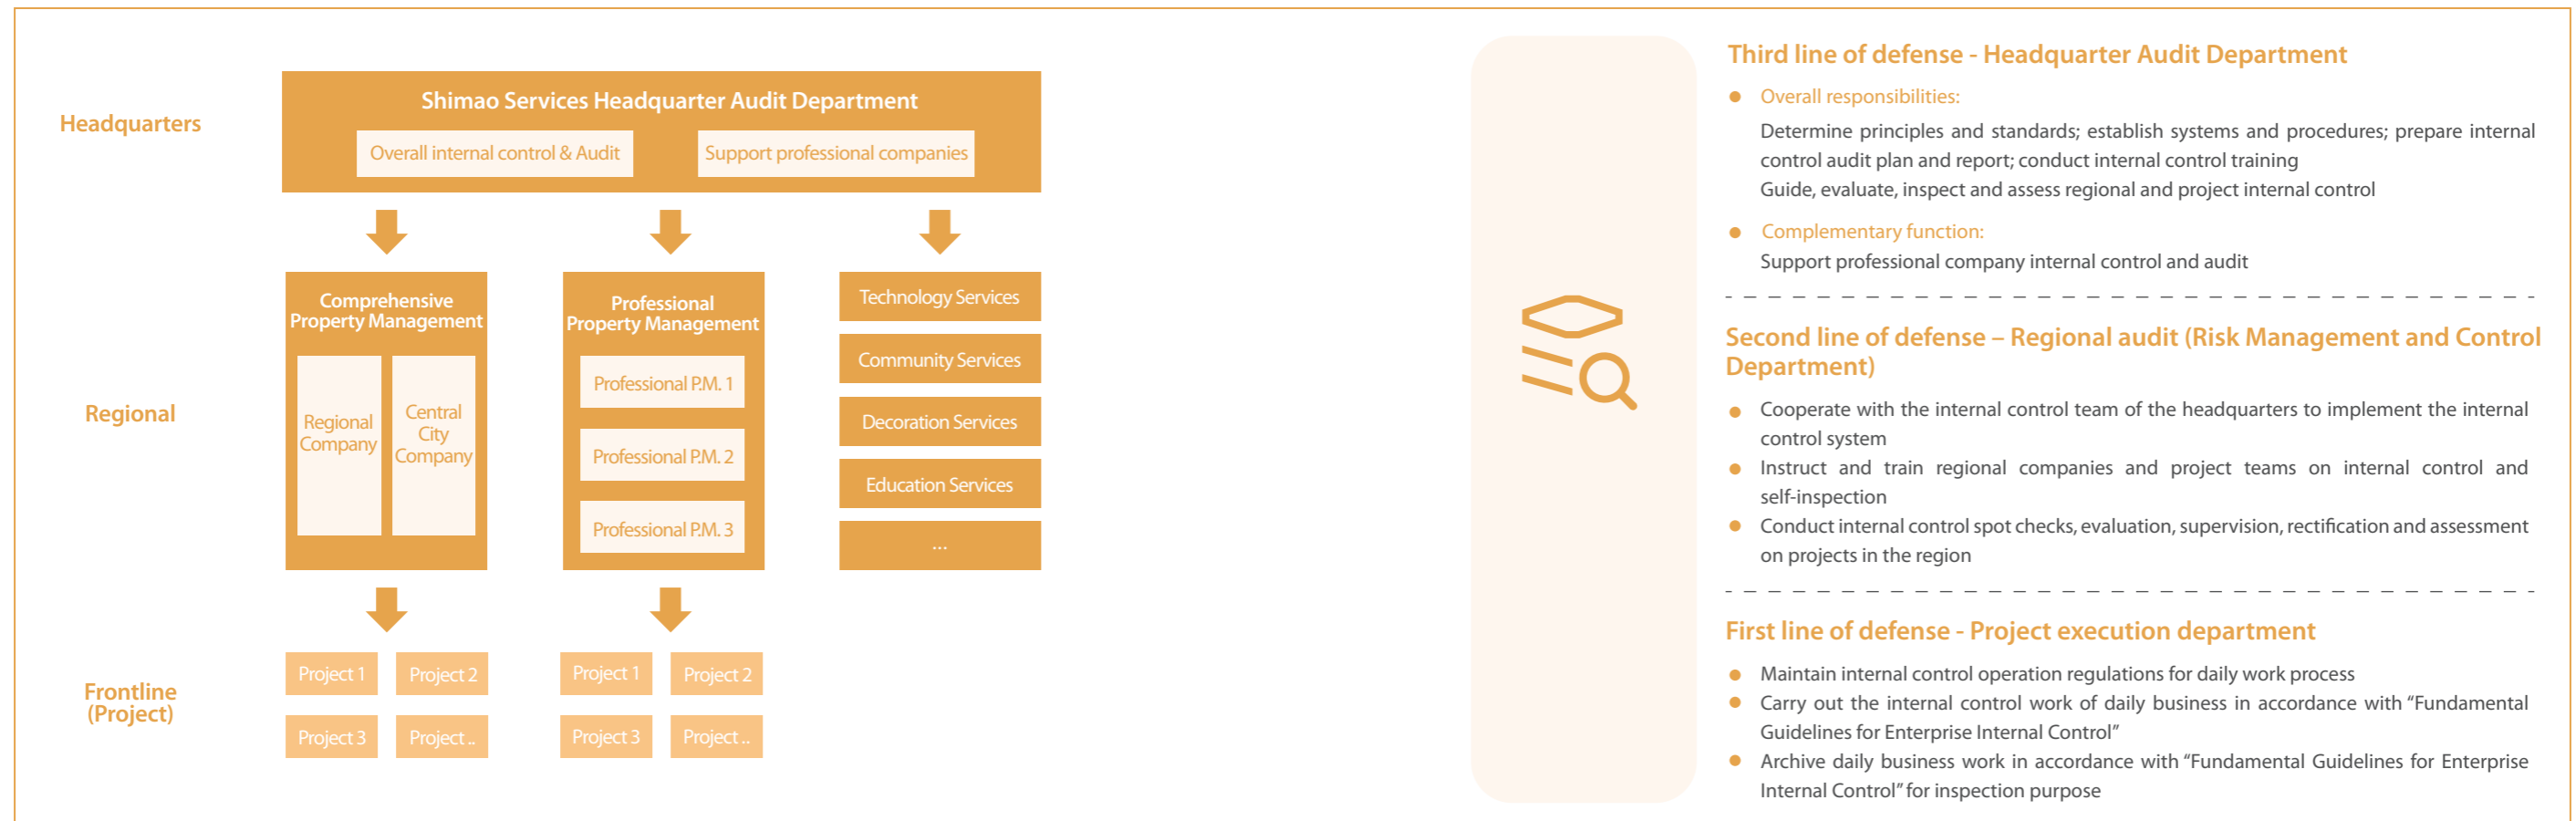 Headquarters
Shimao Services Headquarter Audit Department
Overall internal control & Audit
Support professional companies
Regional
Comprehensive
Property Management
Regional
Company
Central
City
Company
Professional
Property Management
Professional P.M. 1
Professional P.M. 2
Professional P.M. 3
Technology Services
Community Services
Decoration Services
Education Services
...
Frontline
(Project)
Project 1
Project 2
Project 3
Project ..
Project 1
Project 2
Project 3
Project ..
Third line of defense - Headquarter Audit Department
● Overall responsibilities:
Determine principles and standards; establish systems and procedures; prepare internal
control audit plan and report; conduct internal control training
Guide, evaluate, inspect and assess regional and project internal control
● Complementary function:
Support professional company internal control and audit
Second line of defense – Regional audit (Risk Management and Control
Department)
● Cooperate with the internal control team of the headquarters to implement the internal
control system
● Instruct and train regional companies and project teams on internal control and
self-inspection
● Conduct internal control spot checks, evaluation, supervision, rectification and assessment
on projects in the region
First line of defense - Project execution department
● Maintain internal control operation regulations for daily work process
● Carry out the internal control work of daily business in accordance with “Fundamental
Guidelines for Enterprise Internal Control”
● Archive daily business work in accordance with “Fundamental Guidelines for Enterprise
Internal Control” for inspection purpose